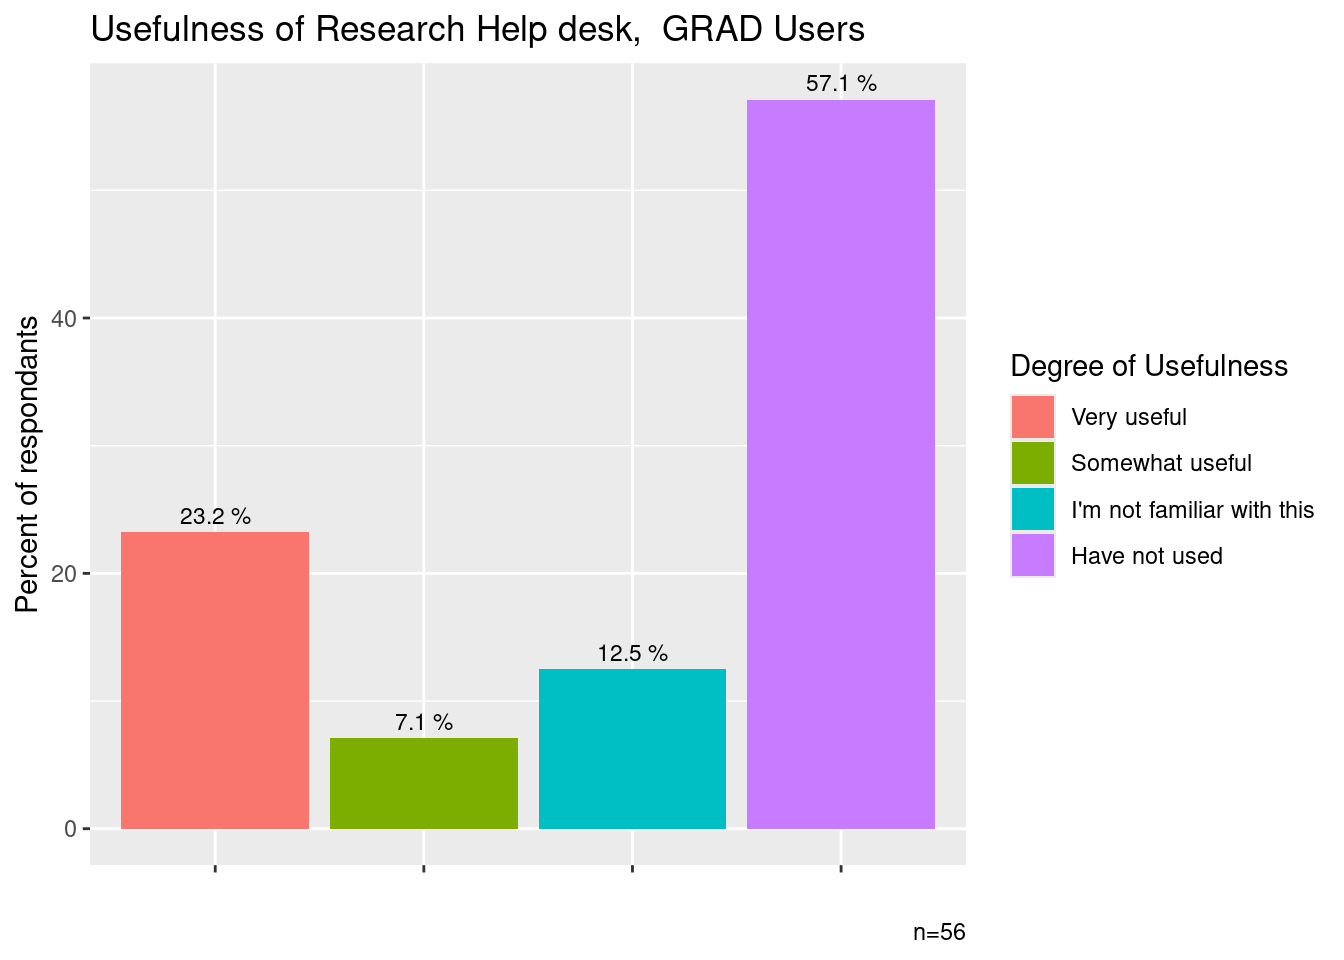 Usefulness of Research Help desk,  GRAD Users
57.1 %
23.2 %
12.5 %
7.1 %
Percent of respondants
40
20
0
Degree of Usefulness
Very useful
Somewhat useful
I'm not familiar with this
Have not used
n=56